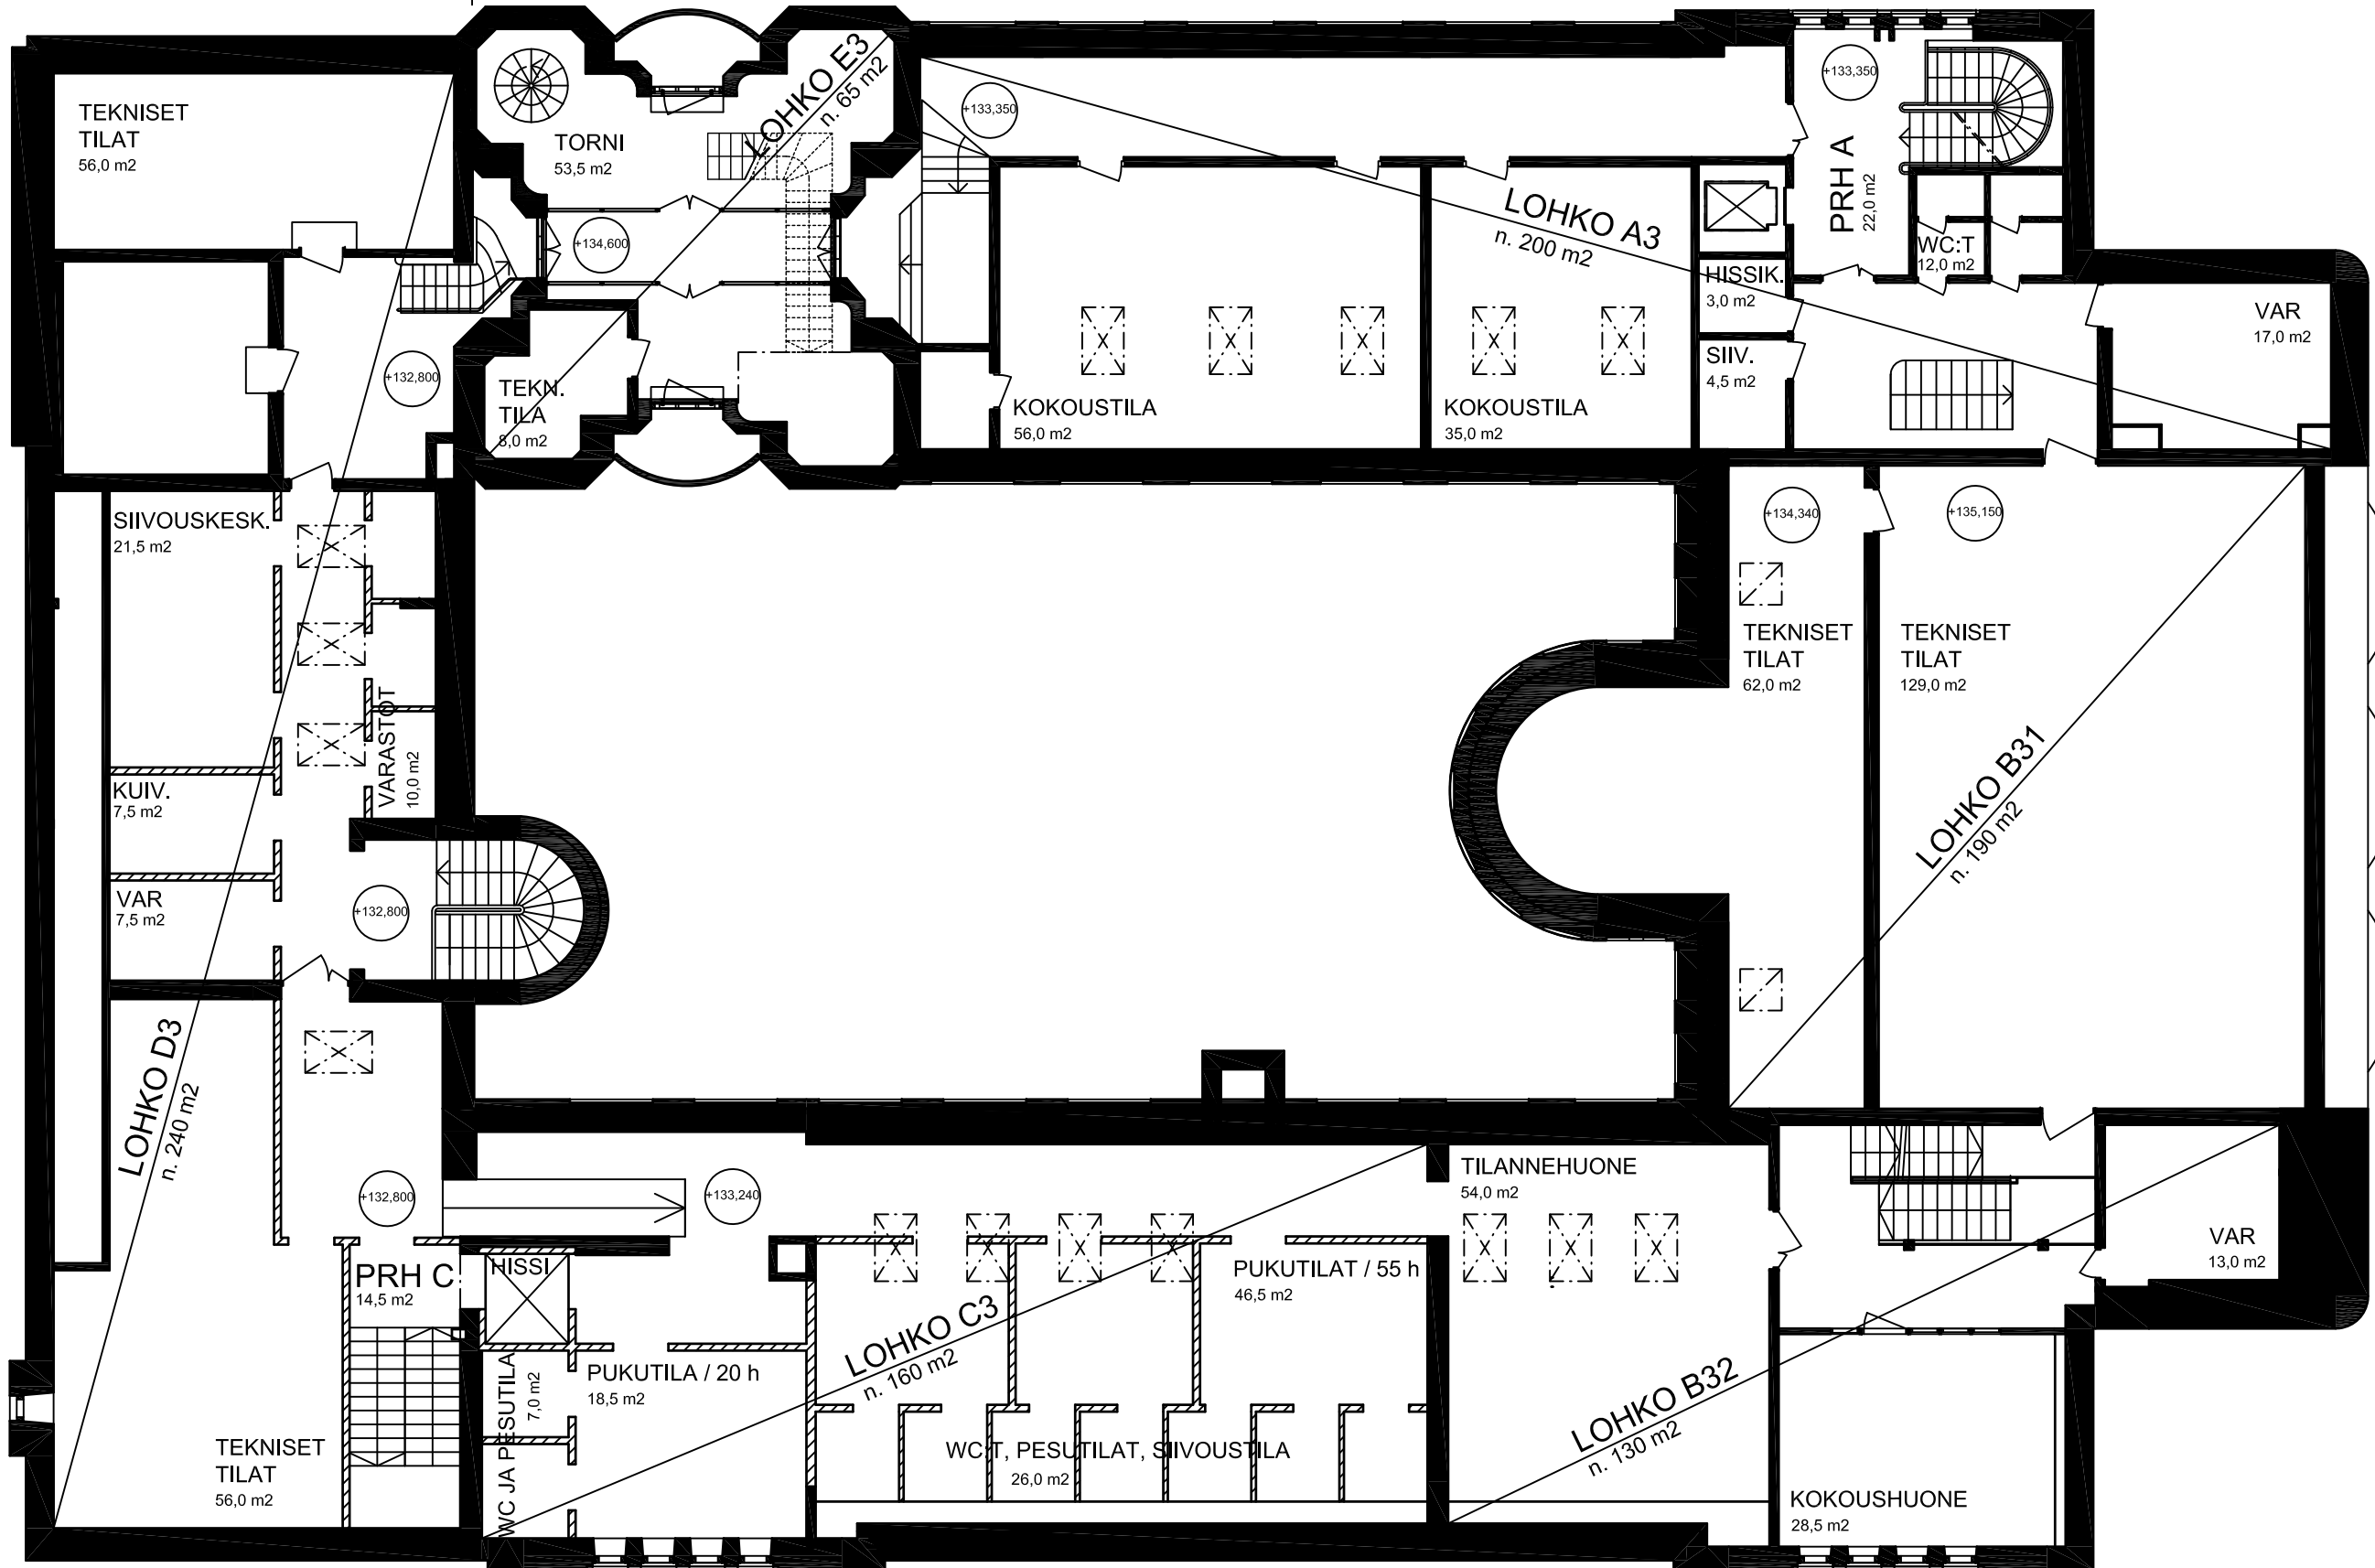 TEKNISET
TILAT
56,0 m2
TORNI
53,5 m2
LOHKO E3
n. 65 m2
+133,350
+133,350
PRH A
22,0 m2
LOHKO A3
n. 200 m2
+134,600
WC:T
12,0 m2
HISSIK.
3,0 m2
VAR
17,0 m2
SIIV.
4,5 m2
+132,800
TEKN.
TILA
8,0 m2
KOKOUSTILA
56,0 m2
KOKOUSTILA
35,0 m2
SIIVOUSKESK.
21,5 m2
+134,340
+135,150
TEKNISET
TILAT
62,0 m2
TEKNISET
TILAT
129,0 m2
VARASTOT
10,0 m2
KUIV.
7,5 m2
LOHKO B31
n. 190 m2
VAR
7,5 m2
+132,800
LOHKO D3
n. 240 m2
+132,800
+133,240
TILANNEHUONE
54,0 m2
VAR
13,0 m2
PRH C
14,5 m2
HISSI
PUKUTILAT / 55 h
46,5 m2
LOHKO C3
n. 160 m2
WC JA PESUTILA
7,0 m2
PUKUTILA / 20 h
18,5 m2
LOHKO B32
n. 130 m2
TEKNISET
TILAT
56,0 m2
WC:T, PESUTILAT, SIIVOUSTILA
26,0 m2
KOKOUSHUONE
28,5 m2